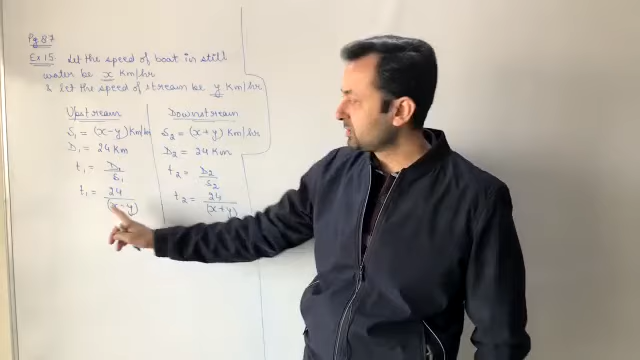 Pg 87
Ex 15 Let the speed of boat in still
water be x Km/hr
& let the speed of stream be y Km/hr
Upstream
S₁ = (x-y) Km/hr
D₁ = 24 Km
t₁ = D₁/S₁
t₁ = 24/(x-y)
Downstream
S₂ = (x+y) Km/hr
D₂ = 24 Km
t₂ = D₂/S₂
t₂ = 24/(x+y)